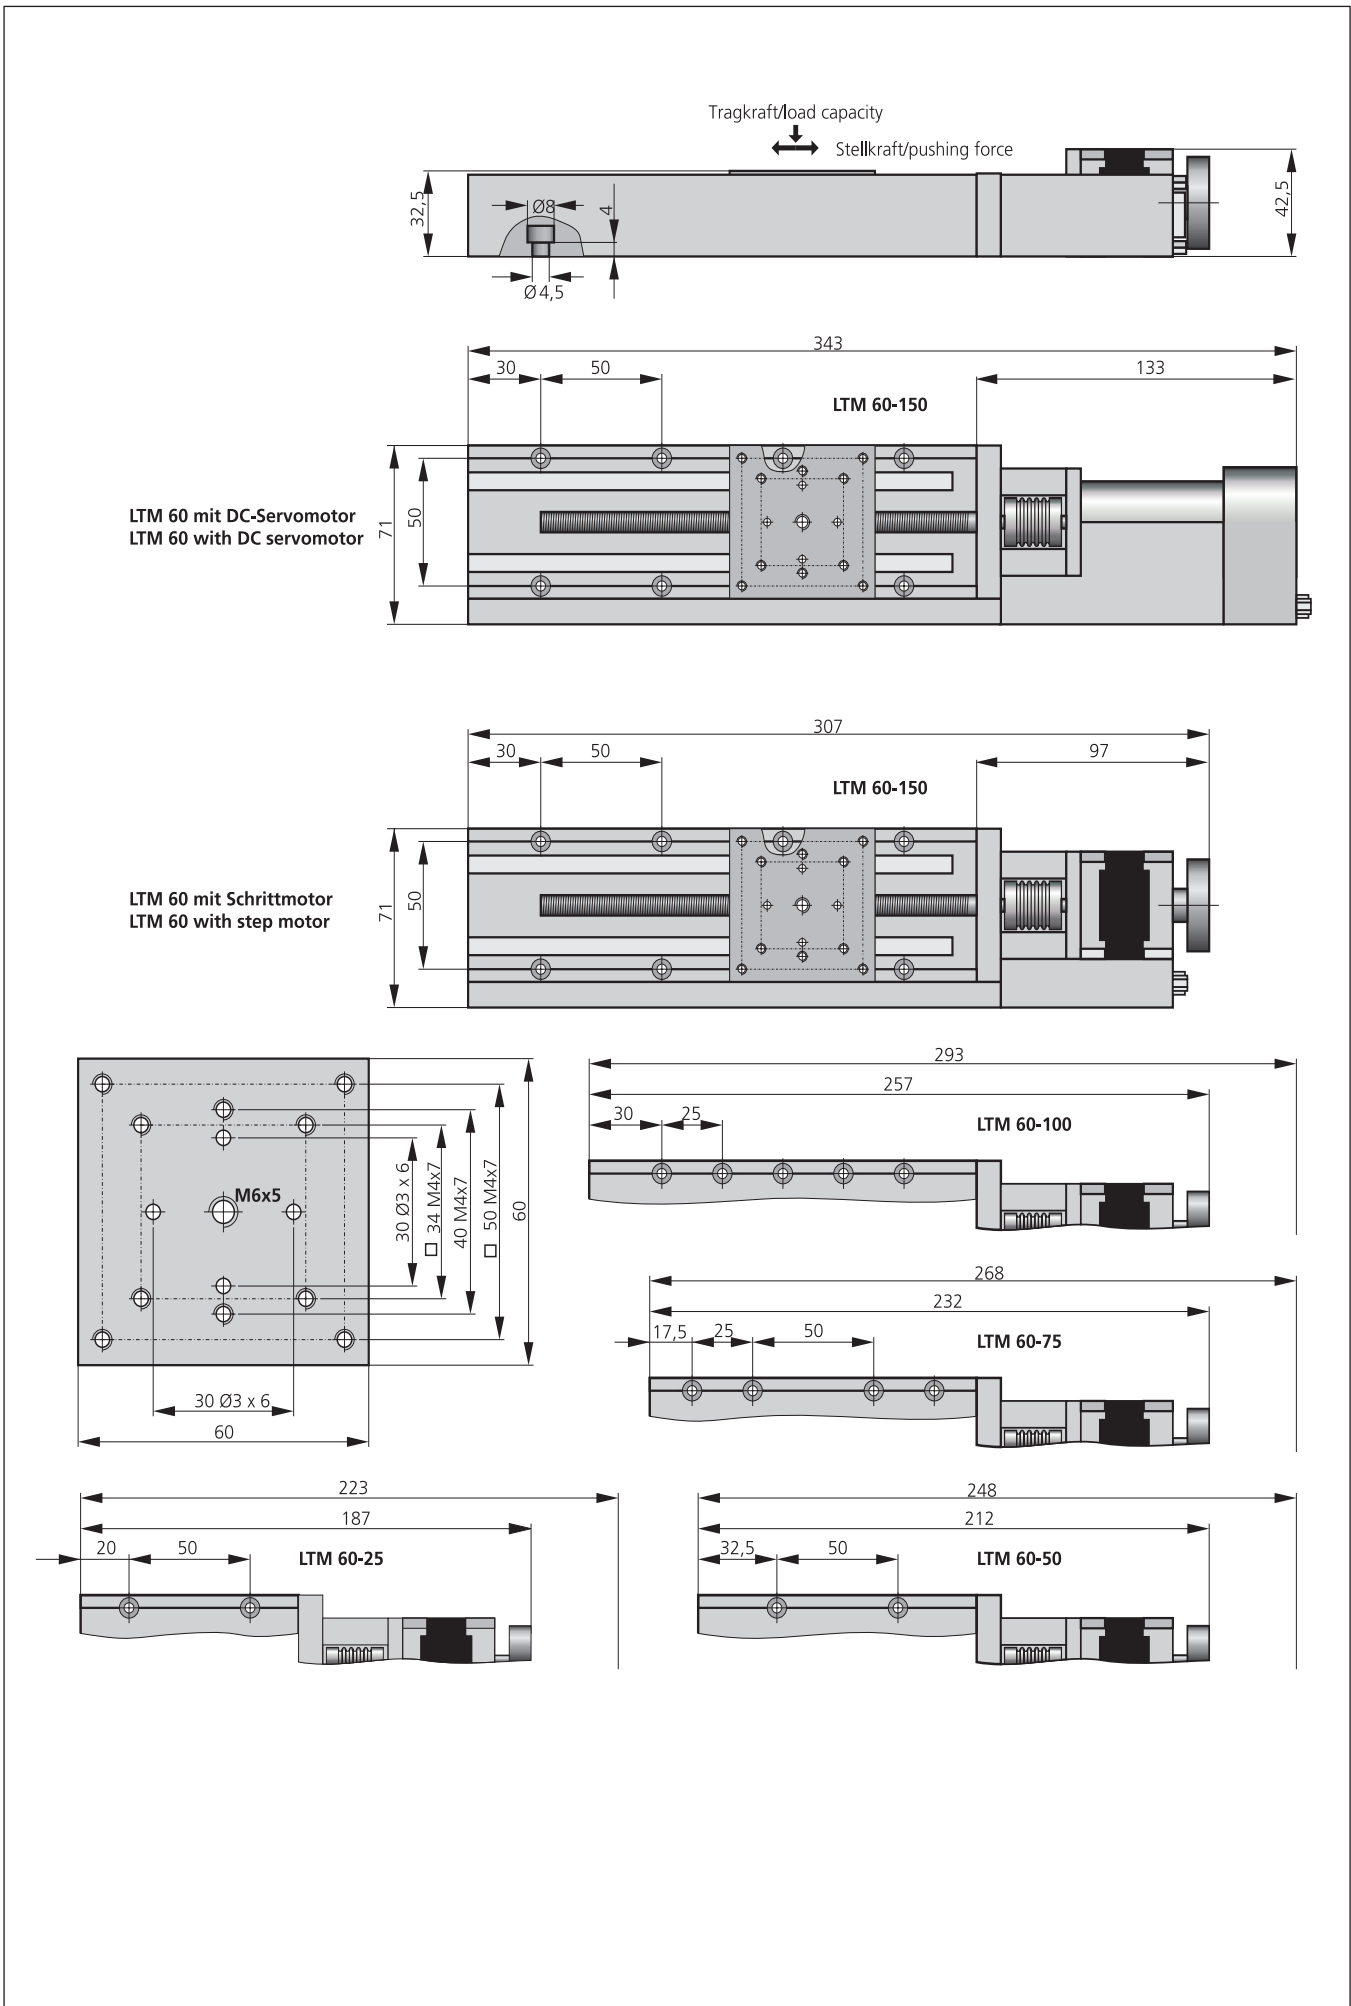 Tragkraft/load capacity
Stellkraft/pushing force
32,5
Ø8
4
42,5
Ø4,5
343
30
50
133
LTM 60-150
71
50
LTM 60 mit DC-Servomotor
LTM 60 with DC servomotor
307
30
50
97
LTM 60-150
71
50
LTM 60 mit Schrittmotor
LTM 60 with step motor
293
257
30
25
LTM 60-100
M6x5
30 Ø3 x 6
□ 34 M4x7
40 M4x7
□ 50 M4x7
60
30 Ø3 x 6
60
268
232
17,5
25
50
LTM 60-75
223
187
20
50
LTM 60-25
248
212
32,5
50
LTM 60-50